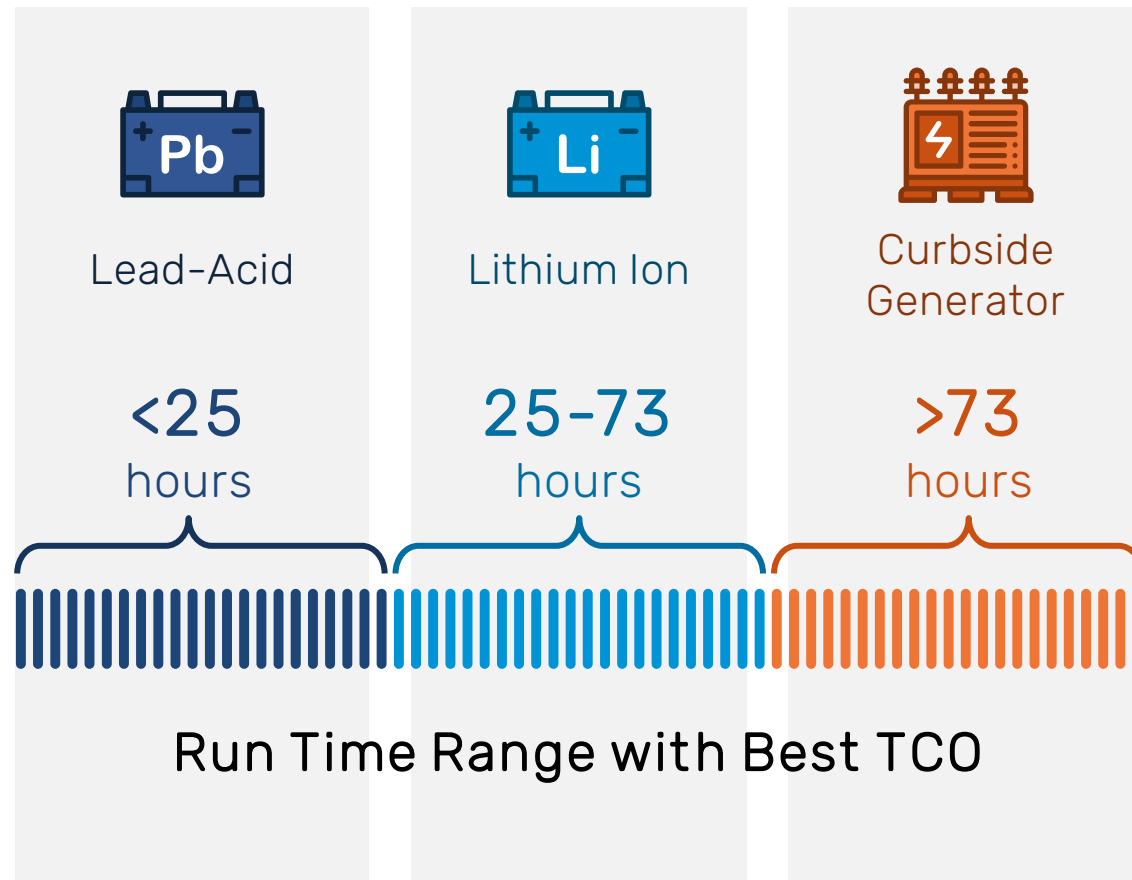 + Pb -
Lead-Acid
<25
hours
+ Li -
Lithium Ion
25-73
hours
Curbside
Generator
>73
hours
Run Time Range with Best TCO